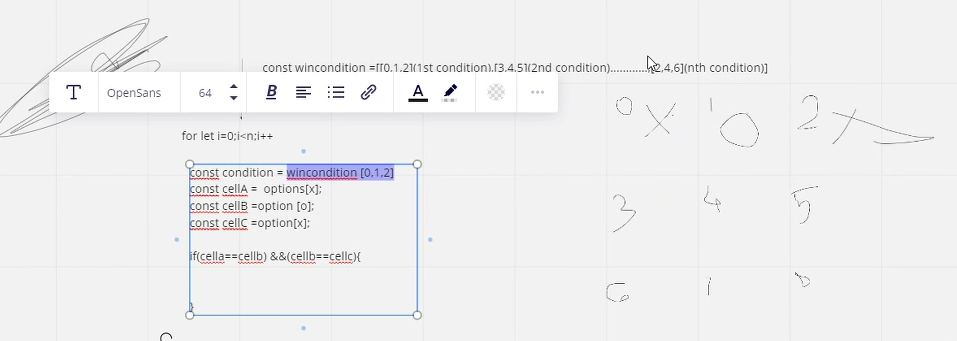 const wincondition =[[0,1,2](1st condition),[3,4,5](2nd condition)............[2,4,6](nth condition)]
T OpenSans 64 B A
for let i=0;i<n;i++
const condition = wincondition [0,1,2]
const cellA =  options[x];
const cellB =option [o];
const cellC =option[x];
if(cella==cellb) &&(cellb==cellc){
}
0 X 1 O 2 X
3 4 5
6